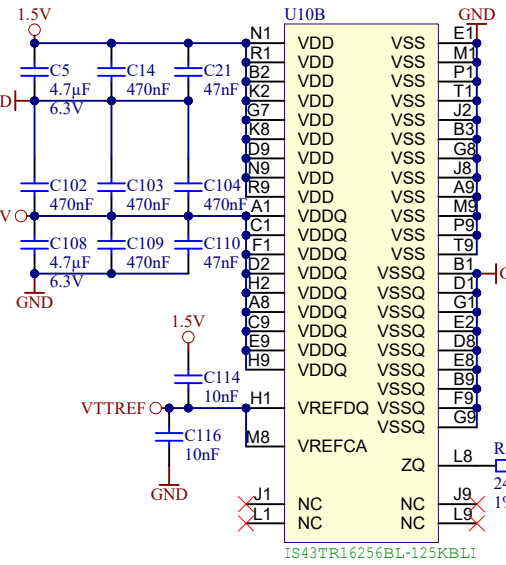 1.5V
U10B
GND
N1 VDD VSS E1
R1 VDD VSS M1
C5 C14 C21 B2 VDD VSS P1
4.7µF 470nF 47nF K2 VDD VSS T1
6.3V G7 VDD VSS J2
K8 VDD VSS B3
D9 VDD VSS G8
N9 VDD VSS J8
C102 C103 C104 R9 VDD VSS A9
470nF 470nF 470nF A1 VDDQ VSS M9
V C1 VDDQ VSS P9
C108 C109 C110 F1 VDDQ VSS T9
4.7µF 470nF 47nF D2 VDDQ VSSQ B1
6.3V H2 VDDQ VSSQ D1
GND A8 VDDQ VSSQ G1
C9 VDDQ VSSQ E2
1.5V E9 VDDQ VSSQ D8
H9 VDDQ VSSQ E8
C114 VSSQ B9
10nF
VTTREF H1 VREFDQ VSSQ F9
VSSQ G9
C116 M8 VREFCA
10nF
ZQ L8 R
24
GND 1%
J1 NC NC J9
L1 NC NC L9
IS43TR16256BL-125KBLI